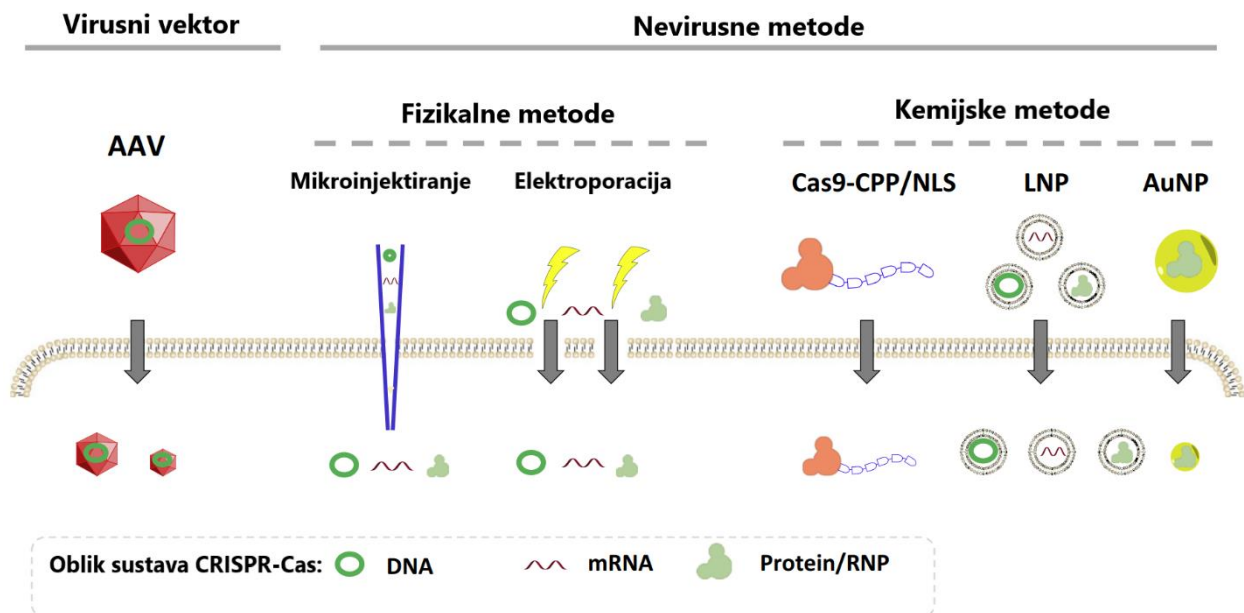 Virusni vektor
Nevirusne metode
Fizikalne metode
Kemijske metode
AAV
Mikroinjektiranje
Elektroporacija
Cas9-CPP/NLS
LNP
AuNP
Oblik sustava CRISPR-Cas:
DNA
mRNA
Protein/RNP